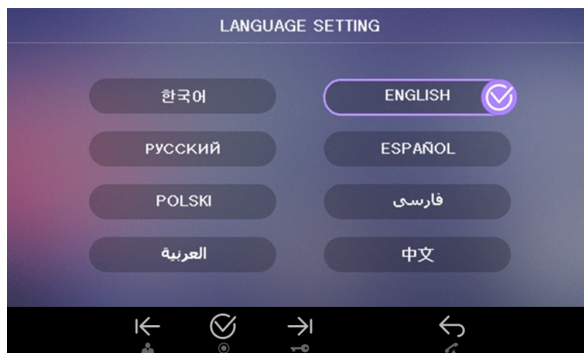 LANGUAGE SETTING
한국어
ENGLISH
РУССКИЙ
ESPAÑOL
POLSKI
فارسی
العربية
中文